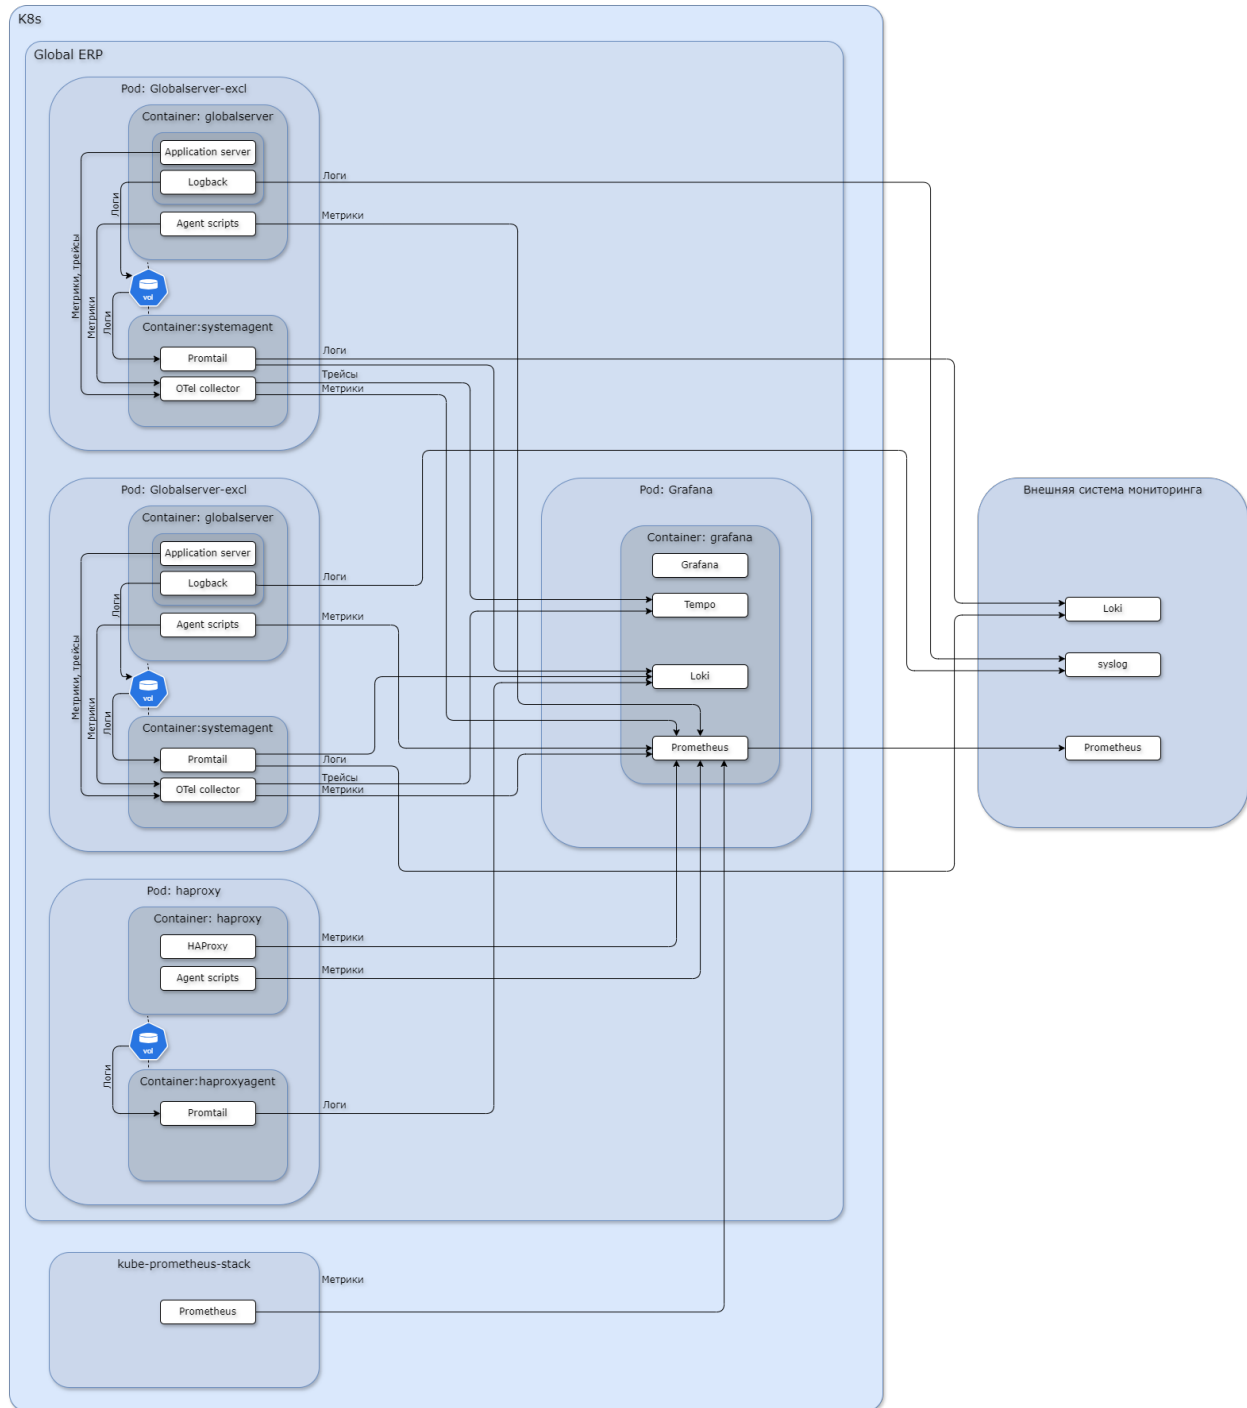 K8s
Global ERP
Pod: Globalserver-excl
Container: globalserver
Application server
Logback
Agent scripts
Логи
Метрики
Логи
Метрики, трейсы
Метрики
Логи
vol
Container:systemagent
Promtail
OTel collector
Логи
Трейсы
Метрики
Pod: Globalserver-excl
Container: globalserver
Application server
Logback
Agent scripts
Логи
Метрики
Логи
Метрики, трейсы
Метрики
Логи
vol
Container:systemagent
Promtail
OTel collector
Логи
Трейсы
Метрики
Pod: Grafana
Container: grafana
Grafana
Tempo
Loki
Prometheus
Внешняя система мониторинга
Loki
syslog
Prometheus
Pod: haproxy
Container: haproxy
HAProxy
Agent scripts
Метрики
Метрики
vol
Логи
Container:haproxyagent
Promtail
Логи
kube-prometheus-stack
Prometheus
Метрики